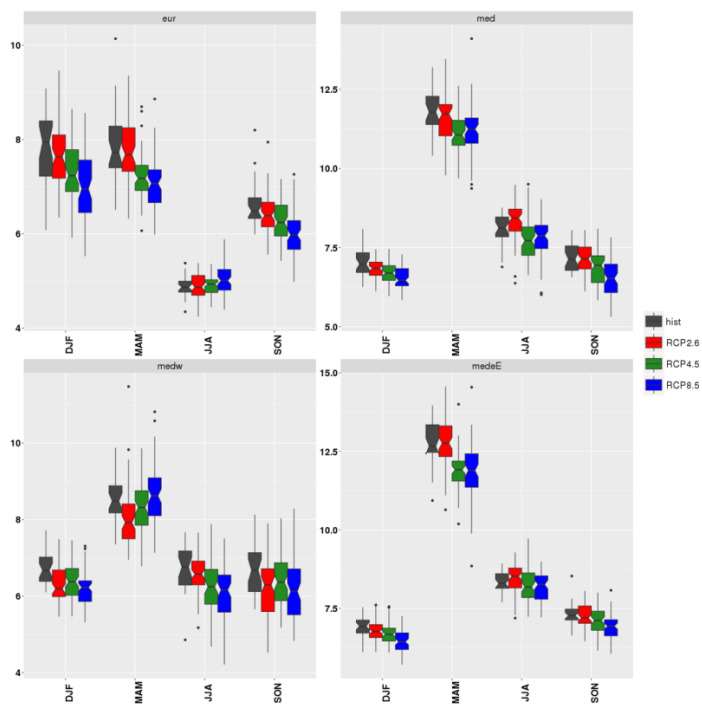 eur
med
10
8
6
4
12.5
10.0
7.5
5.0
DJF
MAM
JJA
SON
DJF
MAM
JJA
SON
hist
RCP2.6
RCP4.5
RCP8.5
medw
medeE
10
8
6
4
15.0
12.5
10.0
7.5
DJF
MAM
JJA
SON
DJF
MAM
JJA
SON